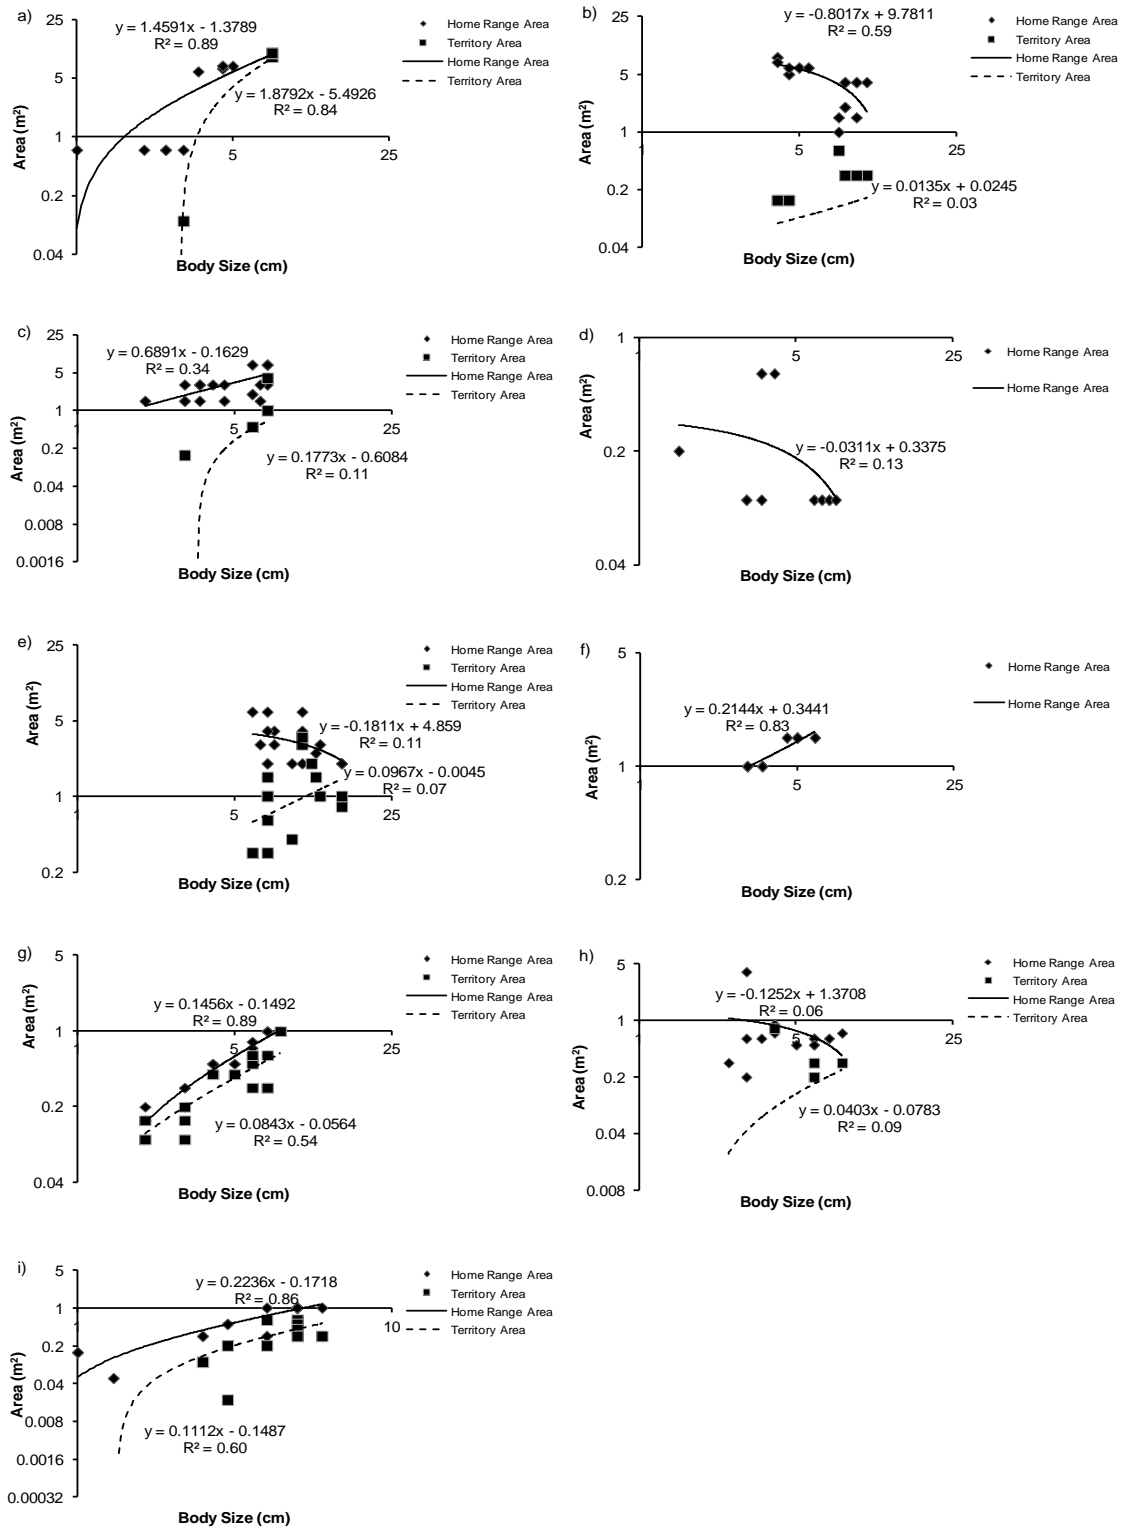 a)
25
5
1
0.2
0.04
5
25
Area (m²)
Body Size (cm)
y = 1.4591x - 1.3789
R² = 0.89
y = 1.8792x - 5.4926
R² = 0.84
Home Range Area
Territory Area
Home Range Area
Territory Area
b)
25
5
1
0.2
0.04
1
5
25
Area (m²)
Body Size (cm)
y = -0.8017x + 9.7811
R² = 0.59
y = 0.0135x + 0.0245
R² = 0.03
Home Range Area
Territory Area
Home Range Area
Territory Area
c)
25
5
1
0.2
0.04
0.008
0.0016
1
5
25
Area (m²)
Body Size (cm)
y = 0.6891x - 0.1629
R² = 0.34
y = 0.1773x - 0.6084
R² = 0.11
Home Range Area
Territory Area
Home Range Area
Territory Area
d)
1
0.2
0.04
1
5
25
Area (m²)
Body Size (cm)
y = -0.0311x + 0.3375
R² = 0.13
Home Range Area
Home Range Area
e)
25
5
1
0.2
1
5
25
Area (m²)
Body Size (cm)
y = -0.1811x + 4.859
R² = 0.11
y = 0.0967x - 0.0045
R² = 0.07
Home Range Area
Territory Area
Home Range Area
Territory Area
f)
5
1
0.2
1
5
25
Area (m²)
Body Size (cm)
y = 0.2144x + 0.3441
R² = 0.83
Home Range Area
Home Range Area
g)
5
1
0.2
0.04
1
5
25
Area (m²)
Body Size (cm)
y = 0.1456x - 0.1492
R² = 0.89
y = 0.0843x - 0.0564
R² = 0.54
Home Range Area
Territory Area
Home Range Area
Territory Area
h)
5
1
0.2
0.04
0.008
1
5
25
Area (m²)
Body Size (cm)
y = -0.1252x + 1.3708
R² = 0.06
y = 0.0403x - 0.0783
R² = 0.09
Home Range Area
Territory Area
Home Range Area
Territory Area
i)
5
1
0.2
0.04
0.008
0.0016
0.00032
1
10
Area (m²)
Body Size (cm)
y = 0.2236x - 0.1718
R² = 0.86
y = 0.1112x - 0.1487
R² = 0.60
Home Range Area
Territory Area
Home Range Area
Territory Area